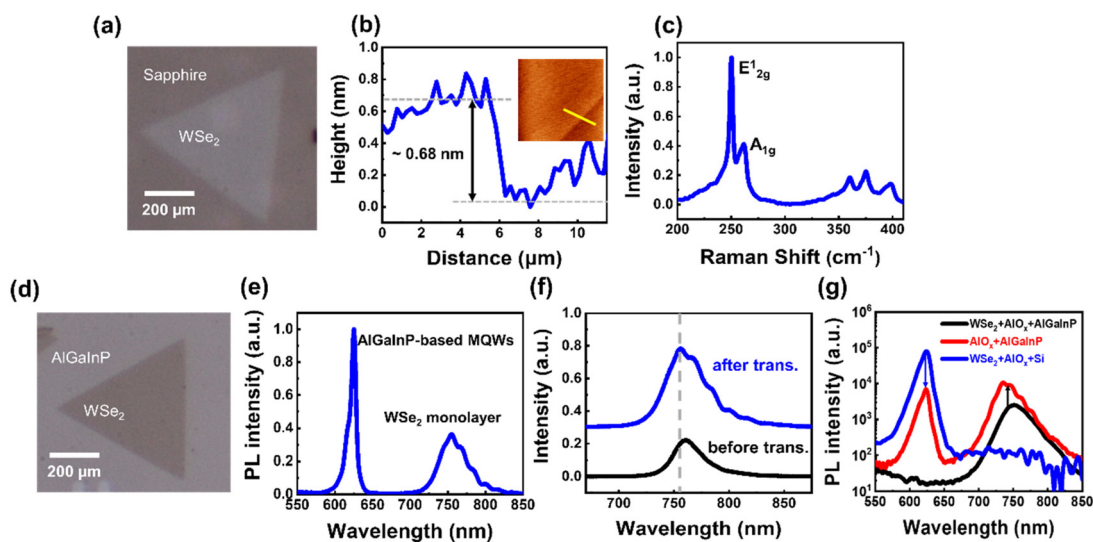 (a)
Sapphire
WSe₂
200 μm
(b)
Height (nm)
1.0
0.8
0.6
0.4
0.2
0.0
~ 0.68 nm
0 2 4 6 8 10
Distance (μm)
(c)
Intensity (a.u.)
1.0
0.8
0.6
0.4
0.2
0.0
E¹₂g
A₁g
200 300 400
Raman Shift (cm⁻¹)
(d)
AlGaInP
WSe₂
200 μm
(e)
PL intensity (a.u.)
1.0
0.8
0.6
0.4
0.2
0.0
AlGaInP-based MQWs
WSe₂ monolayer
550 600 650 700 750 800 850
Wavelength (nm)
(f)
Intensity (a.u.)
1.0
0.8
0.6
0.4
0.2
0.0
after trans.
before trans.
700 750 800 850
Wavelength (nm)
(g)
PL intensity (a.u.)
10⁶
10⁵
10⁴
10³
10²
10¹
WSe₂+AlOₓ+AlGaInP
AlOₓ+AlGaInP
WSe₂+AlOₓ+Si
550 600 650 700 750 800 850
Wavelength (nm)